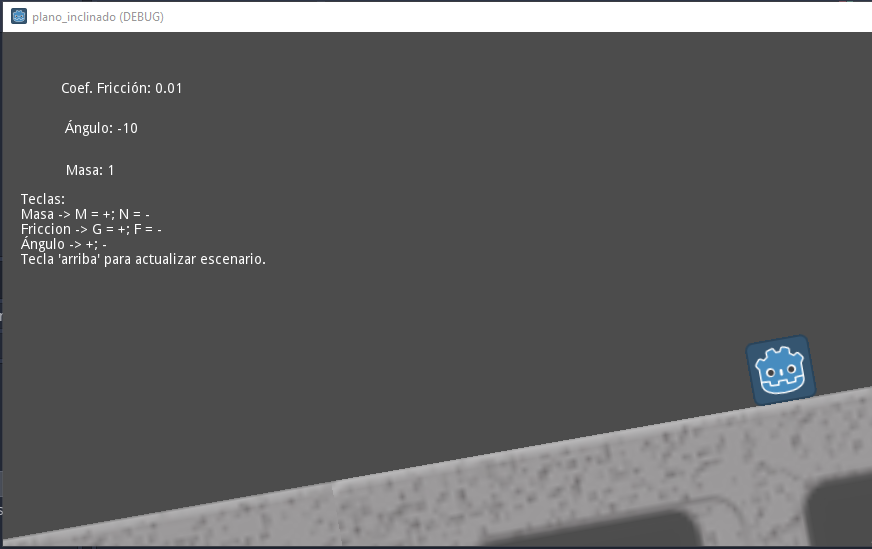 plano_inclinado (DEBUG)
Coef. Fricción: 0.01
Ángulo: -10
Masa: 1
Teclas:
Masa -> M = +; N = -
Friccion -> G = +; F = -
Ángulo -> +; -
Tecla 'arriba' para actualizar escenario.